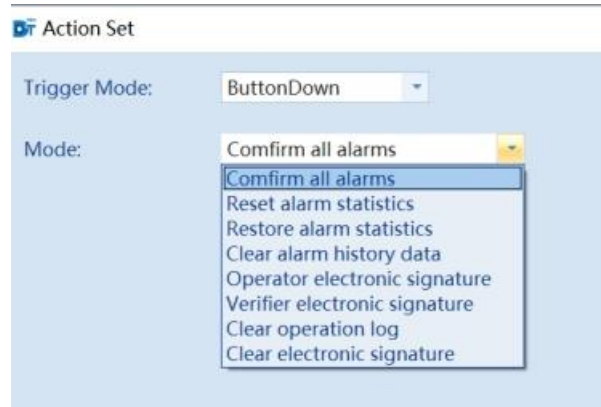 DT Action Set
Trigger Mode: ButtonDown
Mode: Comfirm all alarms
Comfirm all alarms
Reset alarm statistics
Restore alarm statistics
Clear alarm history data
Operator electronic signature
Verifier electronic signature
Clear operation log
Clear electronic signature